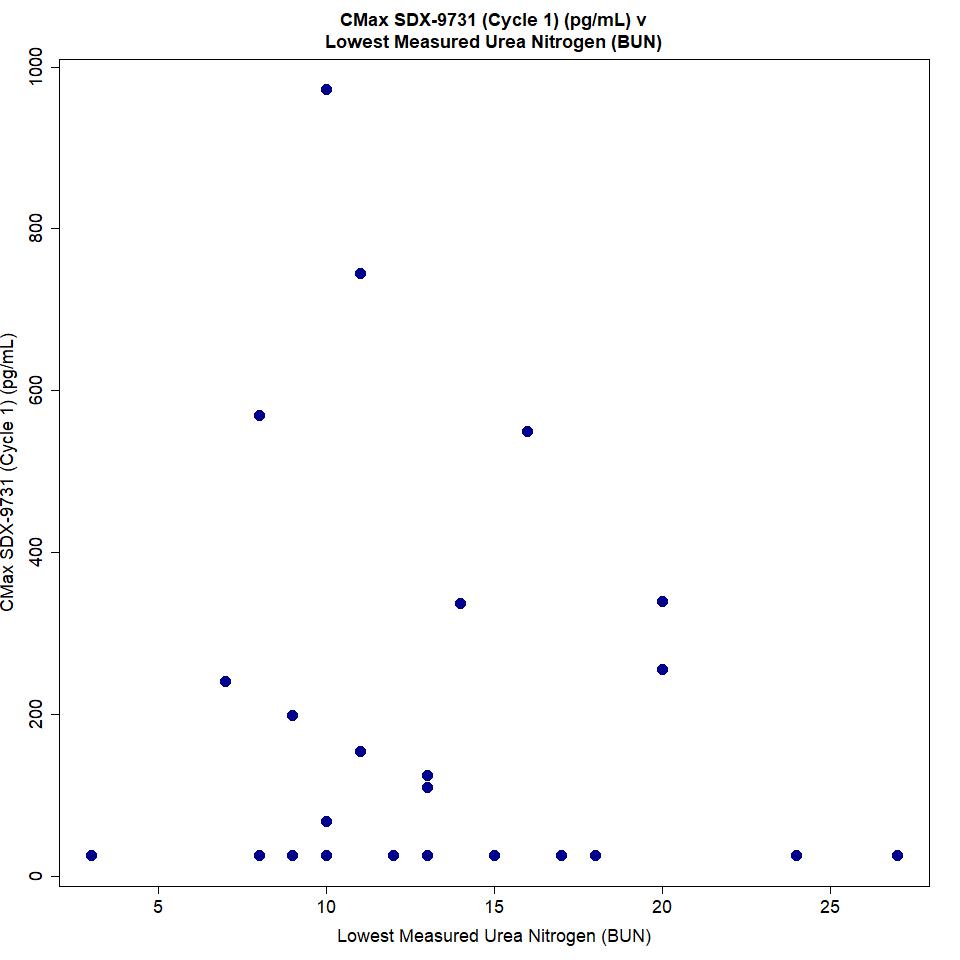 CMax SDX-9731 (Cycle 1) (pg/mL) v
Lowest Measured Urea Nitrogen (BUN)
1000
800
600
400
200
0
CMax SDX-9731 (Cycle 1) (pg/mL)
5 10 15 20 25
Lowest Measured Urea Nitrogen (BUN)